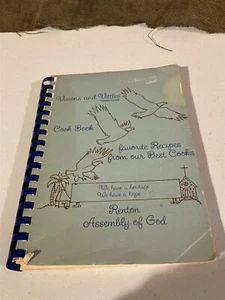 Visions and Vittles
Cook Book
favorite Recipes
from our Best Cooks
We have a heritage
We have a hope
Renton
Assembly of God